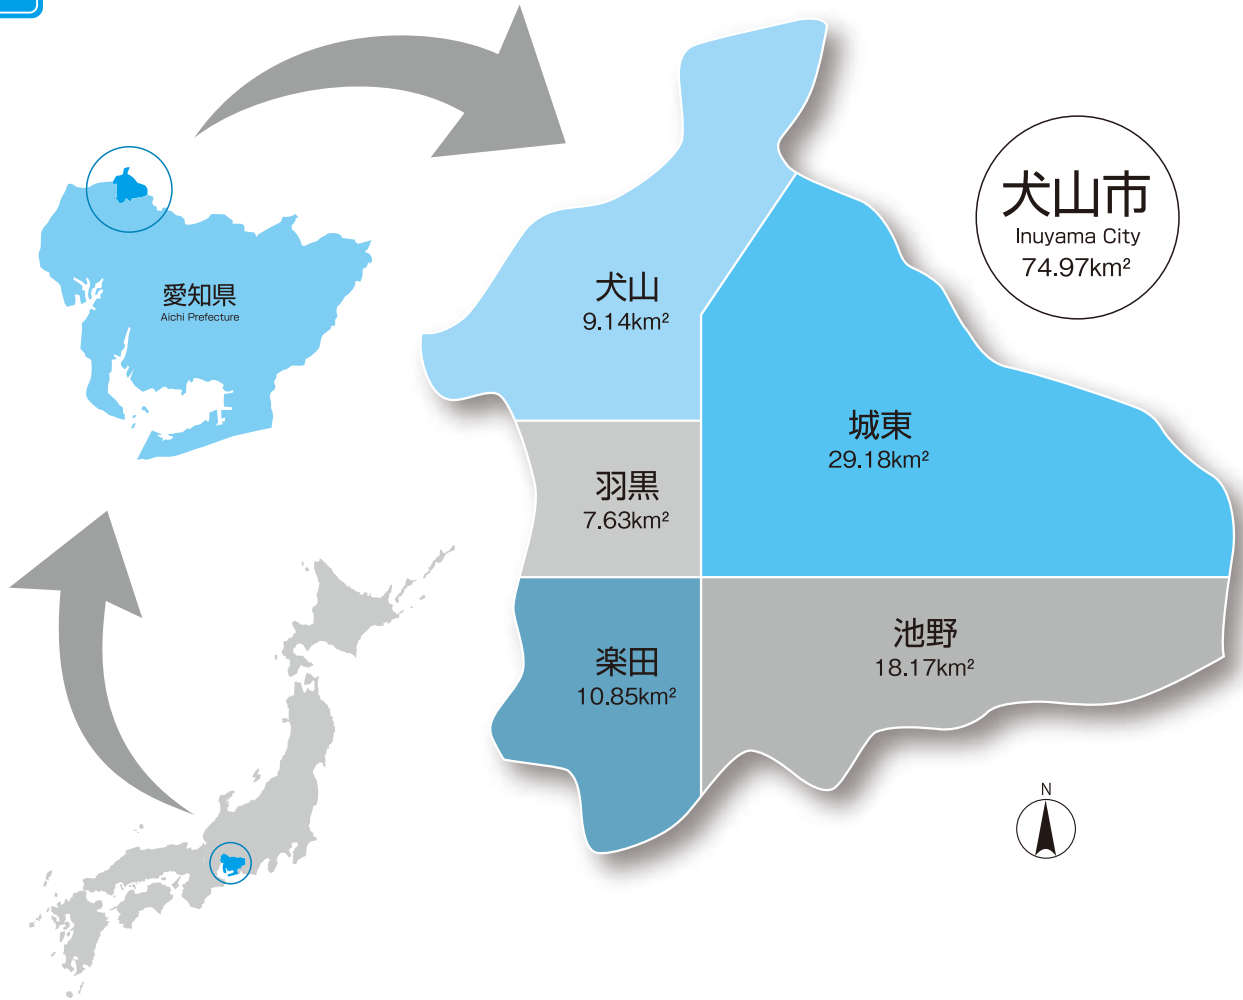 愛知県
Aichi Prefecture
犬山市
Inuyama City
74.97km²
犬山
9.14km²
城東
29.18km²
羽黒
7.63km²
楽田
10.85km²
池野
18.17km²
N